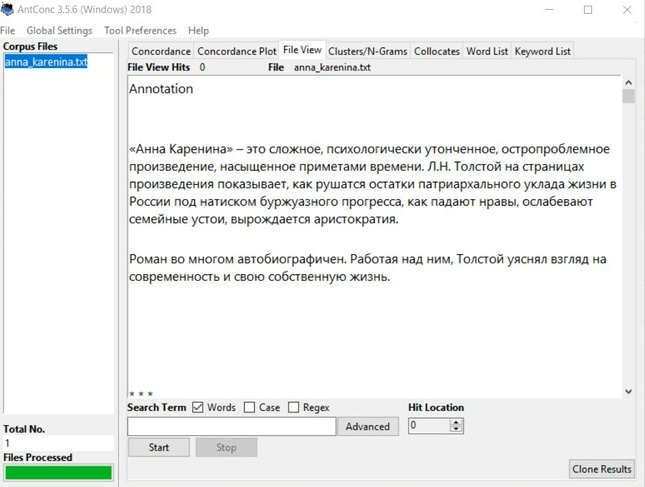 AntConc 3.5.6 (Windows) 2018
File Global Settings Tool Preferences Help
Corpus Files
anna_karenina.txt
Concordance Concordance Plot File View Clusters/N-Grams Collocates Word List Keyword List
File View Hits 0 File anna_karenina.txt
Annotation
«Анна Каренина» – это сложное, психологически утонченное, остропроблемное
произведение, насыщенное приметами времени. Л.Н. Толстой на страницах
произведения показывает, как рушатся остатки патриархального уклада жизни в
России под натиском буржуазного прогресса, как падают нравы, ослабевают
семейные устои, вырождается аристократия.
Роман во многом автобиографичен. Работая над ним, Толстой уяснял взгляд на
современность и свою собственную жизнь.
* * *
Search Term Words Case Regex Hit Location
Advanced 0
Start Stop
Total No.
1
Files Processed
Clone Results